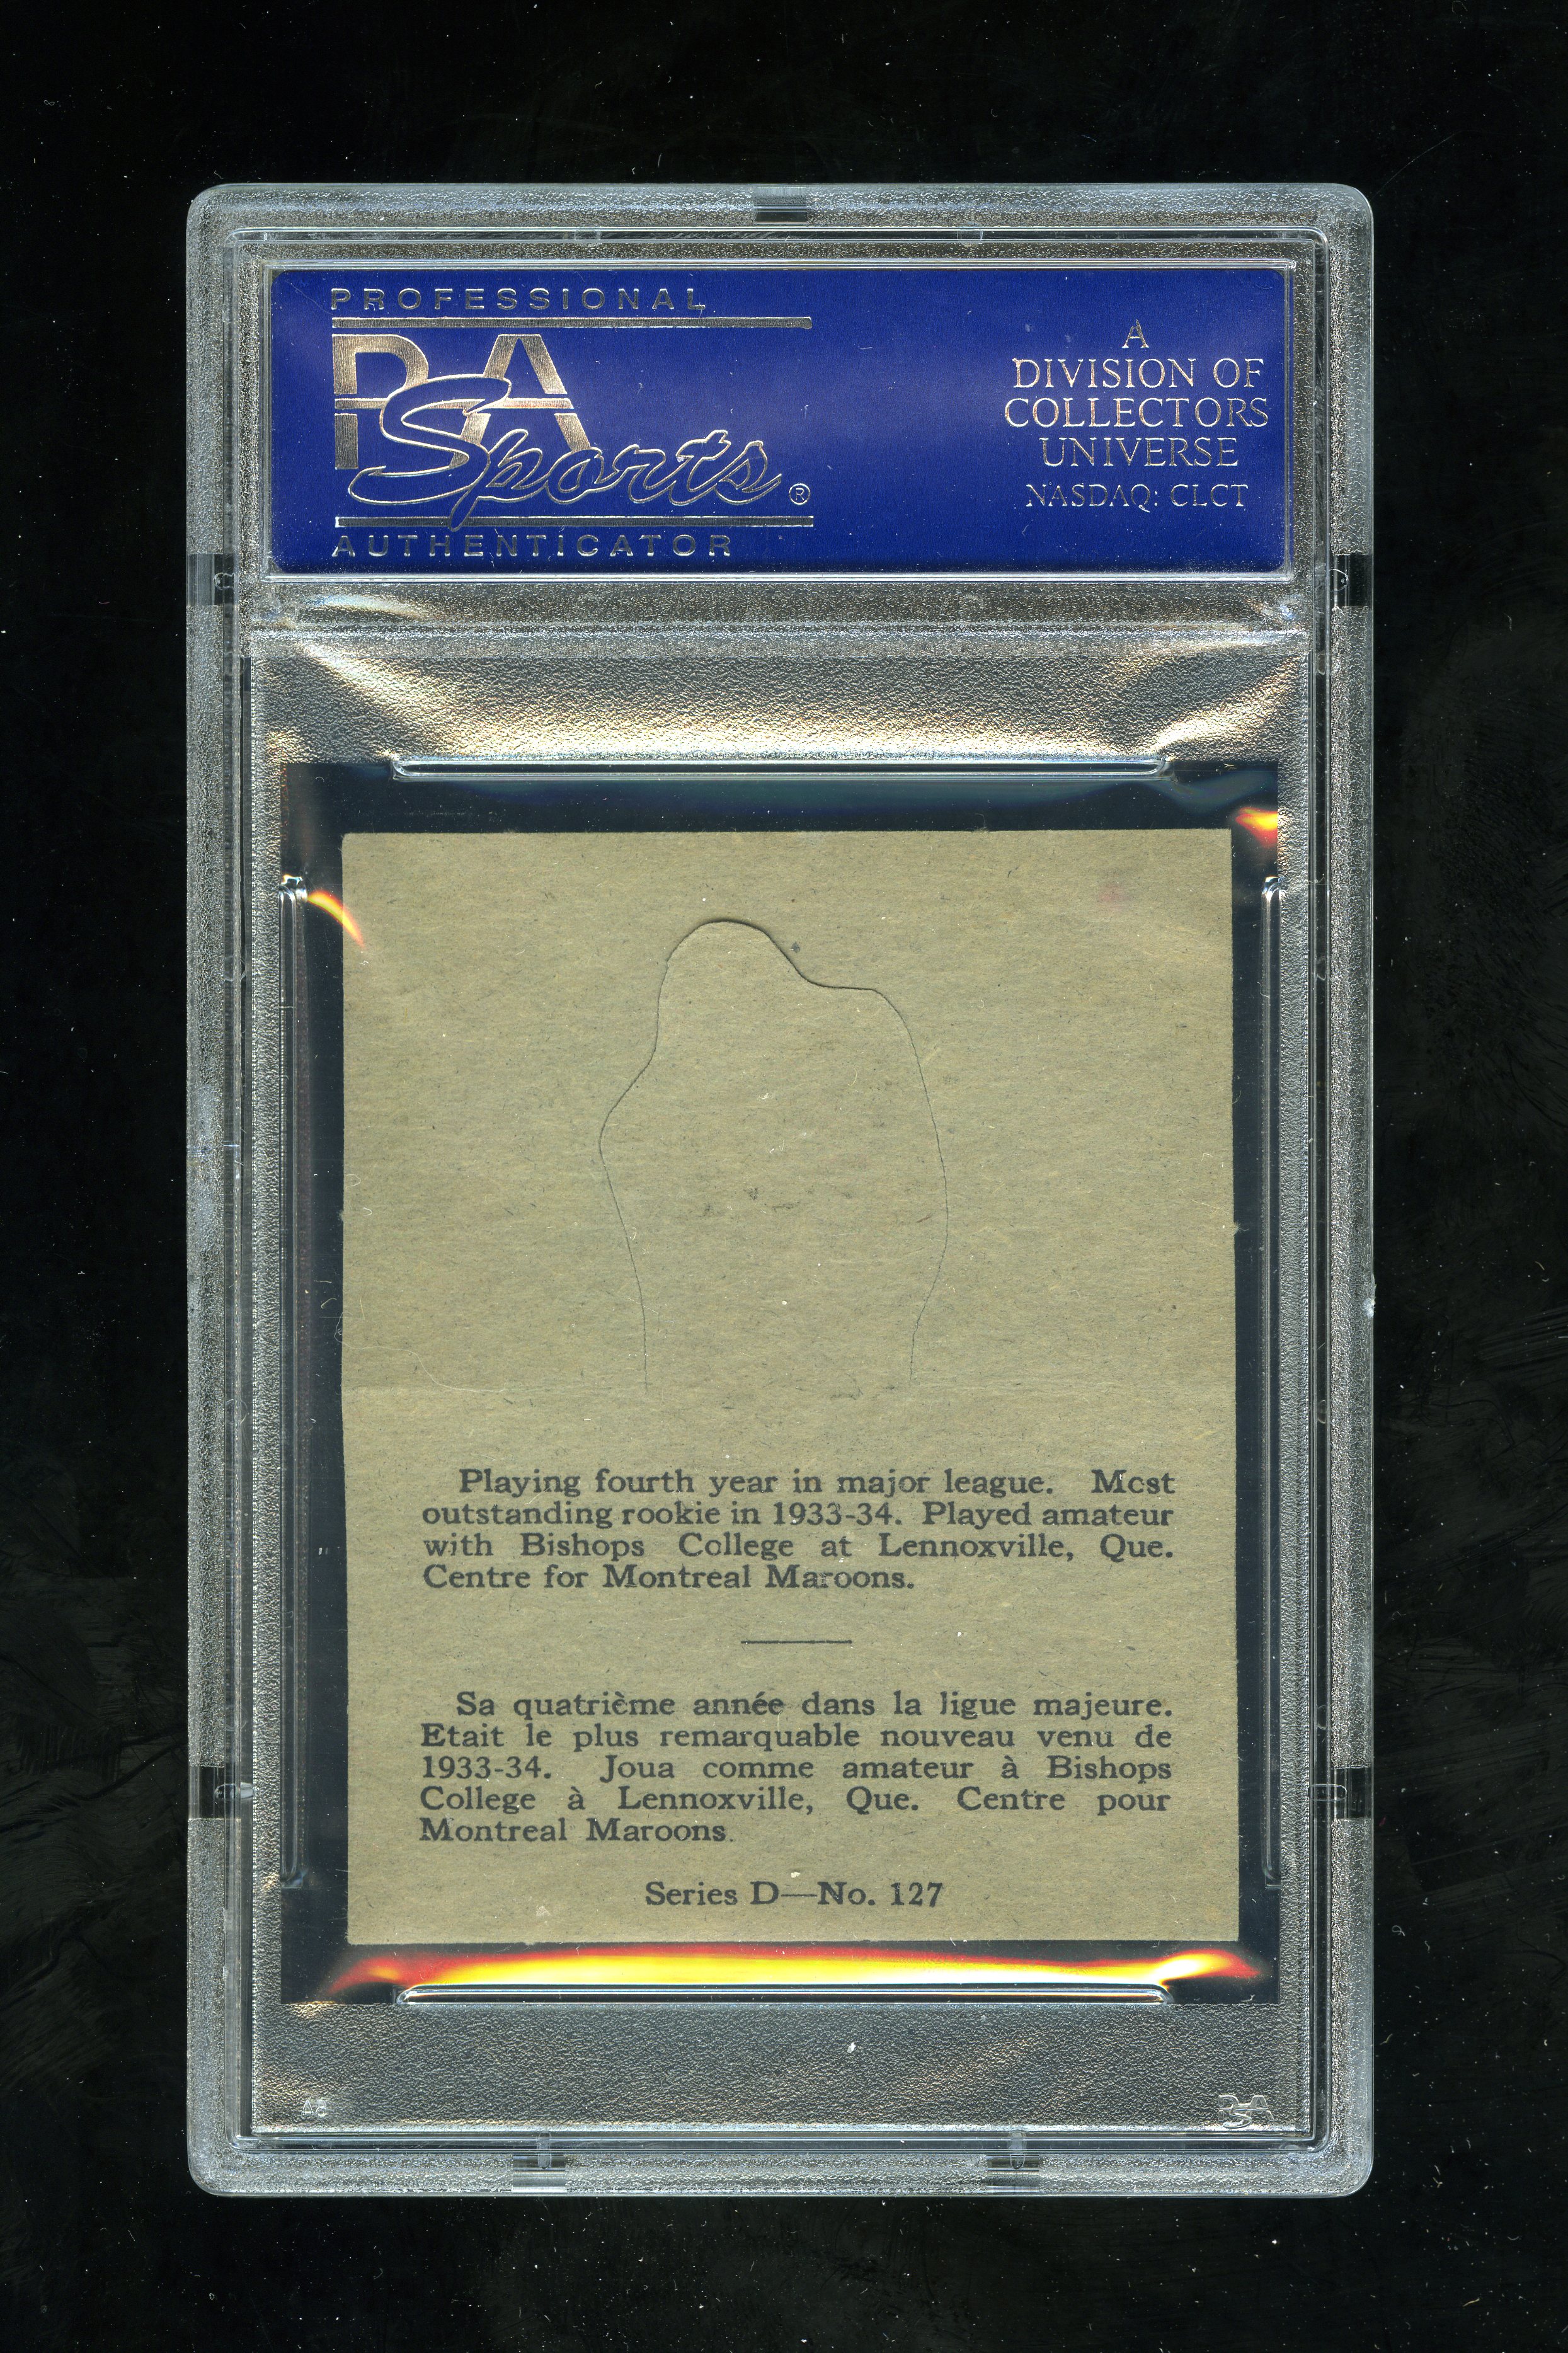 PROFESSIONAL
PSA
Sports®
AUTHENTICATOR
A
DIVISION OF
COLLECTORS
UNIVERSE
NASDAQ: CLCT
Playing fourth year in major league. Most
outstanding rookie in 1933-34. Played amateur
with Bishops College at Lennoxville, Que.
Centre for Montreal Maroons.
Sa quatrième année dans la ligue majeure.
Etait le plus remarquable nouveau venu de
1933-34. Joua comme amateur à Bishops
College à Lennoxville, Que. Centre pour
Montreal Maroons.
Series D—No. 127
PSA